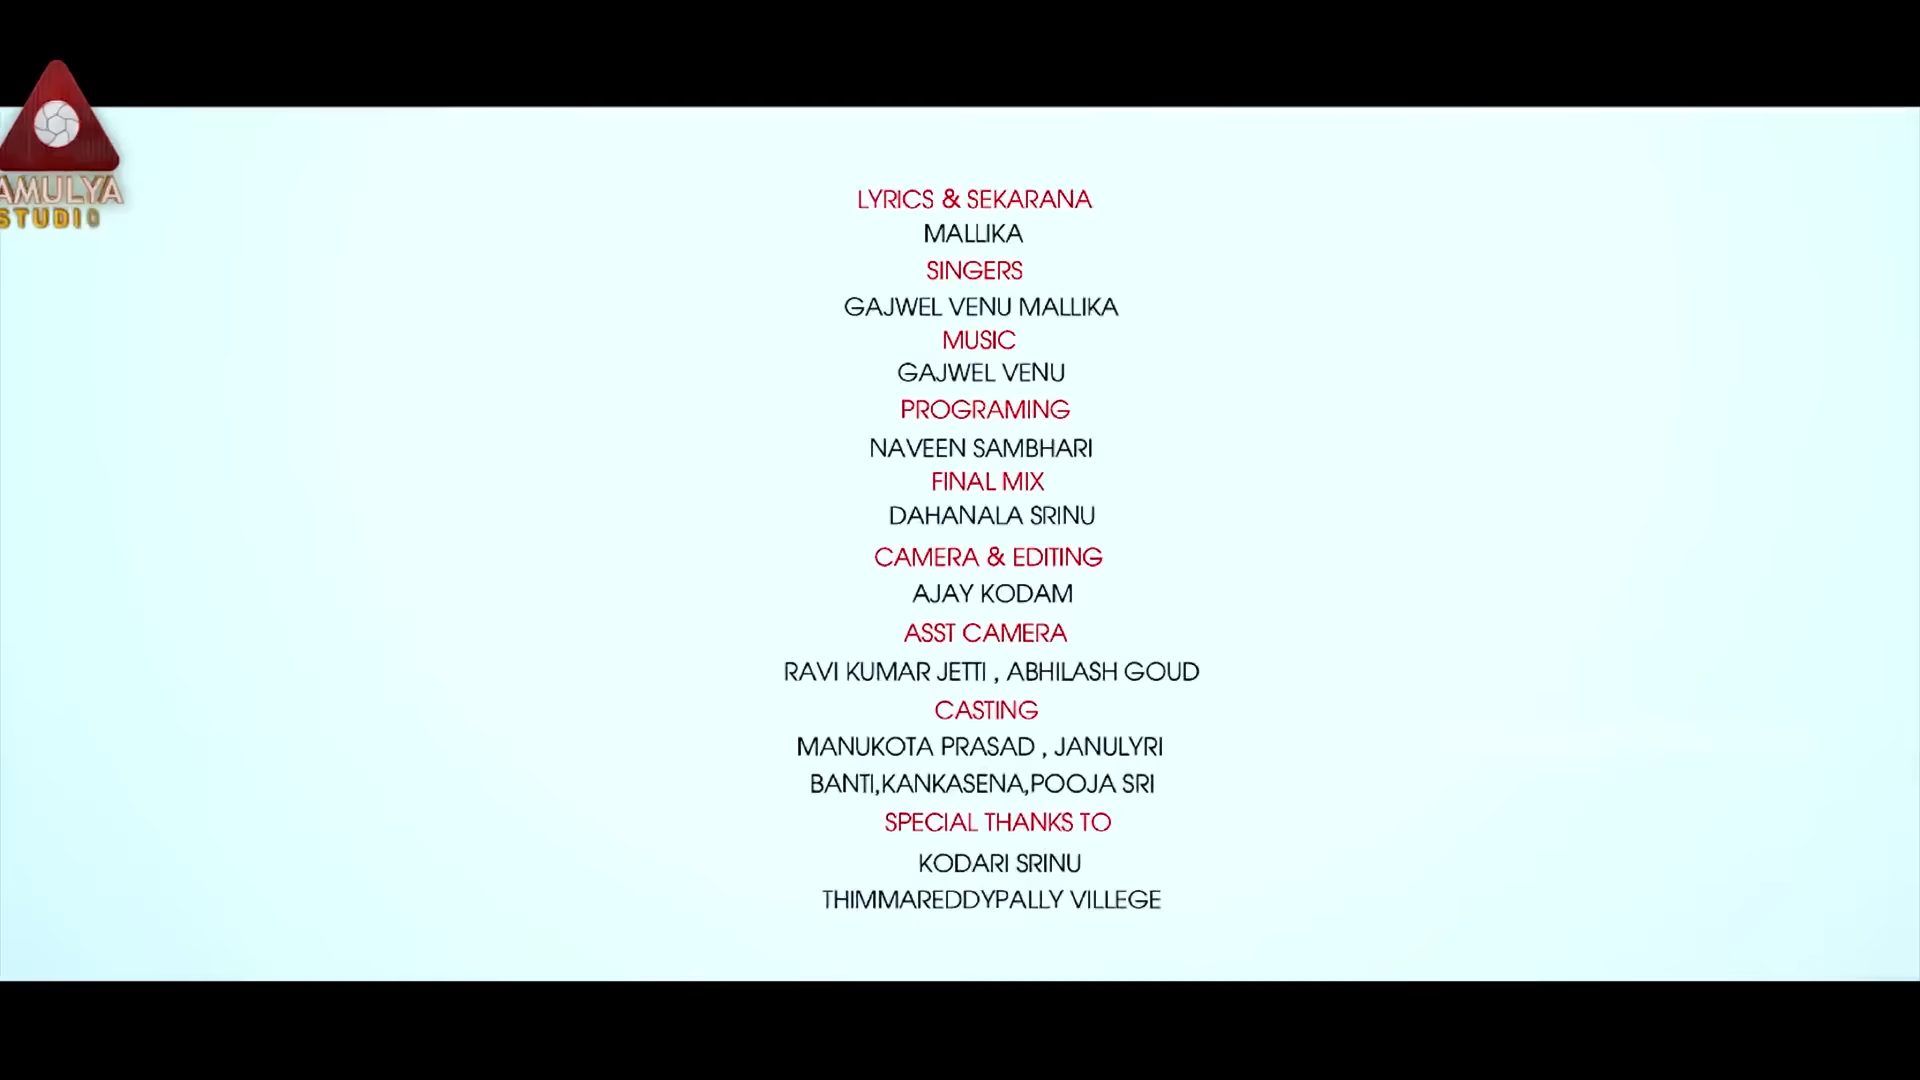 AMULYA
STUDIO
LYRICS & SEKARANA
MALLIKA
SINGERS
GAJWEL VENU MALLIKA
MUSIC
GAJWEL VENU
PROGRAMING
NAVEEN SAMBHARI
FINAL MIX
DAHANALA SRINU
CAMERA & EDITING
AJAY KODAM
ASST CAMERA
RAVI KUMAR JETTI , ABHILASH GOUD
CASTING
MANUKOTA PRASAD , JANULYRI
BANTI,KANKASENA,POOJA SRI
SPECIAL THANKS TO
KODARI SRINU
THIMMAREDDYPALLY VILLEGE